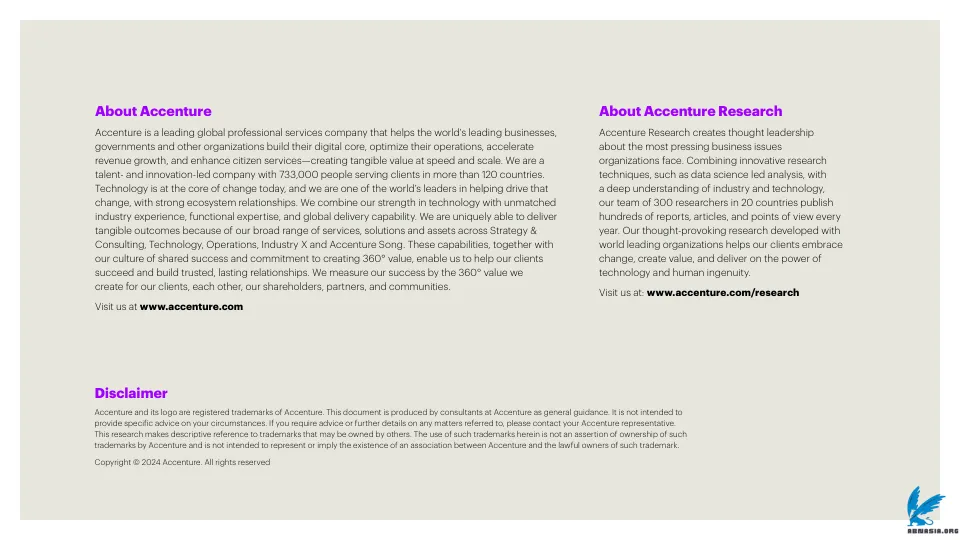 About Accenture
Accenture is a leading global professional services company that helps the world's leading businesses,
governments and other organizations build their digital core, optimize their operations, accelerate
revenue growth, and enhance citizen services—creating tangible value at speed and scale. We are a
talent- and innovation-led company with 733,000 people serving clients in more than 120 countries.
Technology is at the core of change today, and we are one of the world's leaders in helping drive that
change, with strong ecosystem relationships. We combine our strength in technology with unmatched
industry experience, functional expertise, and global delivery capability. We are uniquely able to deliver
tangible outcomes because of our broad range of services, solutions and assets across Strategy &
Consulting, Technology, Operations, Industry X and Accenture Song. These capabilities, together with
our culture of shared success and commitment to creating 360° value, enable us to help our clients
succeed and build trusted, lasting relationships. We measure our success by the 360° value we
create for our clients, each other, our shareholders, partners, and communities.
Visit us at www.accenture.com
About Accenture Research
Accenture Research creates thought leadership
about the most pressing business issues
organizations face. Combining innovative research
techniques, such as data science led analysis, with
a deep understanding of industry and technology,
our team of 300 researchers in 20 countries publish
hundreds of reports, articles, and points of view every
year. Our thought-provoking research developed with
world leading organizations helps our clients embrace
change, create value, and deliver on the power of
technology and human ingenuity.
Visit us at: www.accenture.com/research
Disclaimer
Accenture and its logo are registered trademarks of Accenture. This document is produced by consultants at Accenture as general guidance. It is not intended to
provide specific advice on your circumstances. If you require advice or further details on any matters referred to, please contact your Accenture representative.
This research makes descriptive reference to trademarks that may be owned by others. The use of such trademarks herein is not an assertion of ownership of such
trademarks by Accenture and is not intended to represent or imply the existence of an association between Accenture and the lawful owners of such trademark.
Copyright © 2024 Accenture. All rights reserved
ABNASIA.ORG